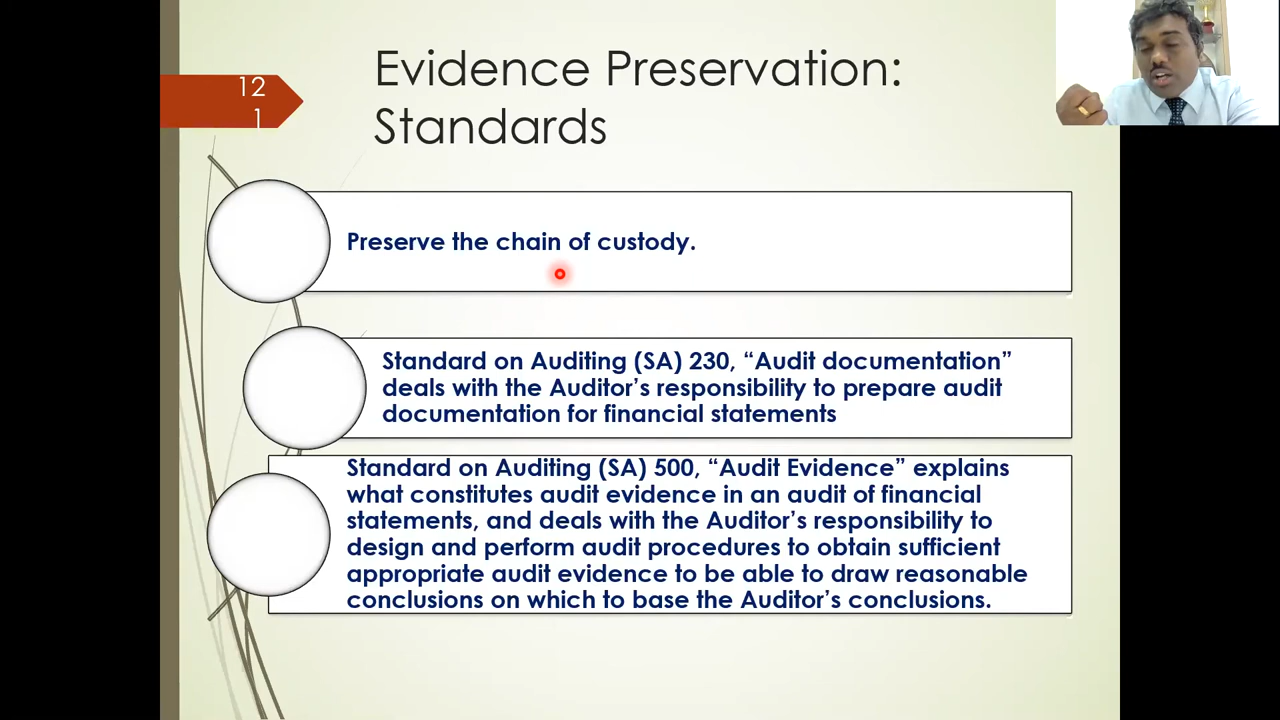 Evidence Preservation:
Standards
12
1
Preserve the chain of custody.
Standard on Auditing (SA) 230, “Audit documentation”
deals with the Auditor’s responsibility to prepare audit
documentation for financial statements
Standard on Auditing (SA) 500, “Audit Evidence” explains
what constitutes audit evidence in an audit of financial
statements, and deals with the Auditor’s responsibility to
design and perform audit procedures to obtain sufficient
appropriate audit evidence to be able to draw reasonable
conclusions on which to base the Auditor’s conclusions.